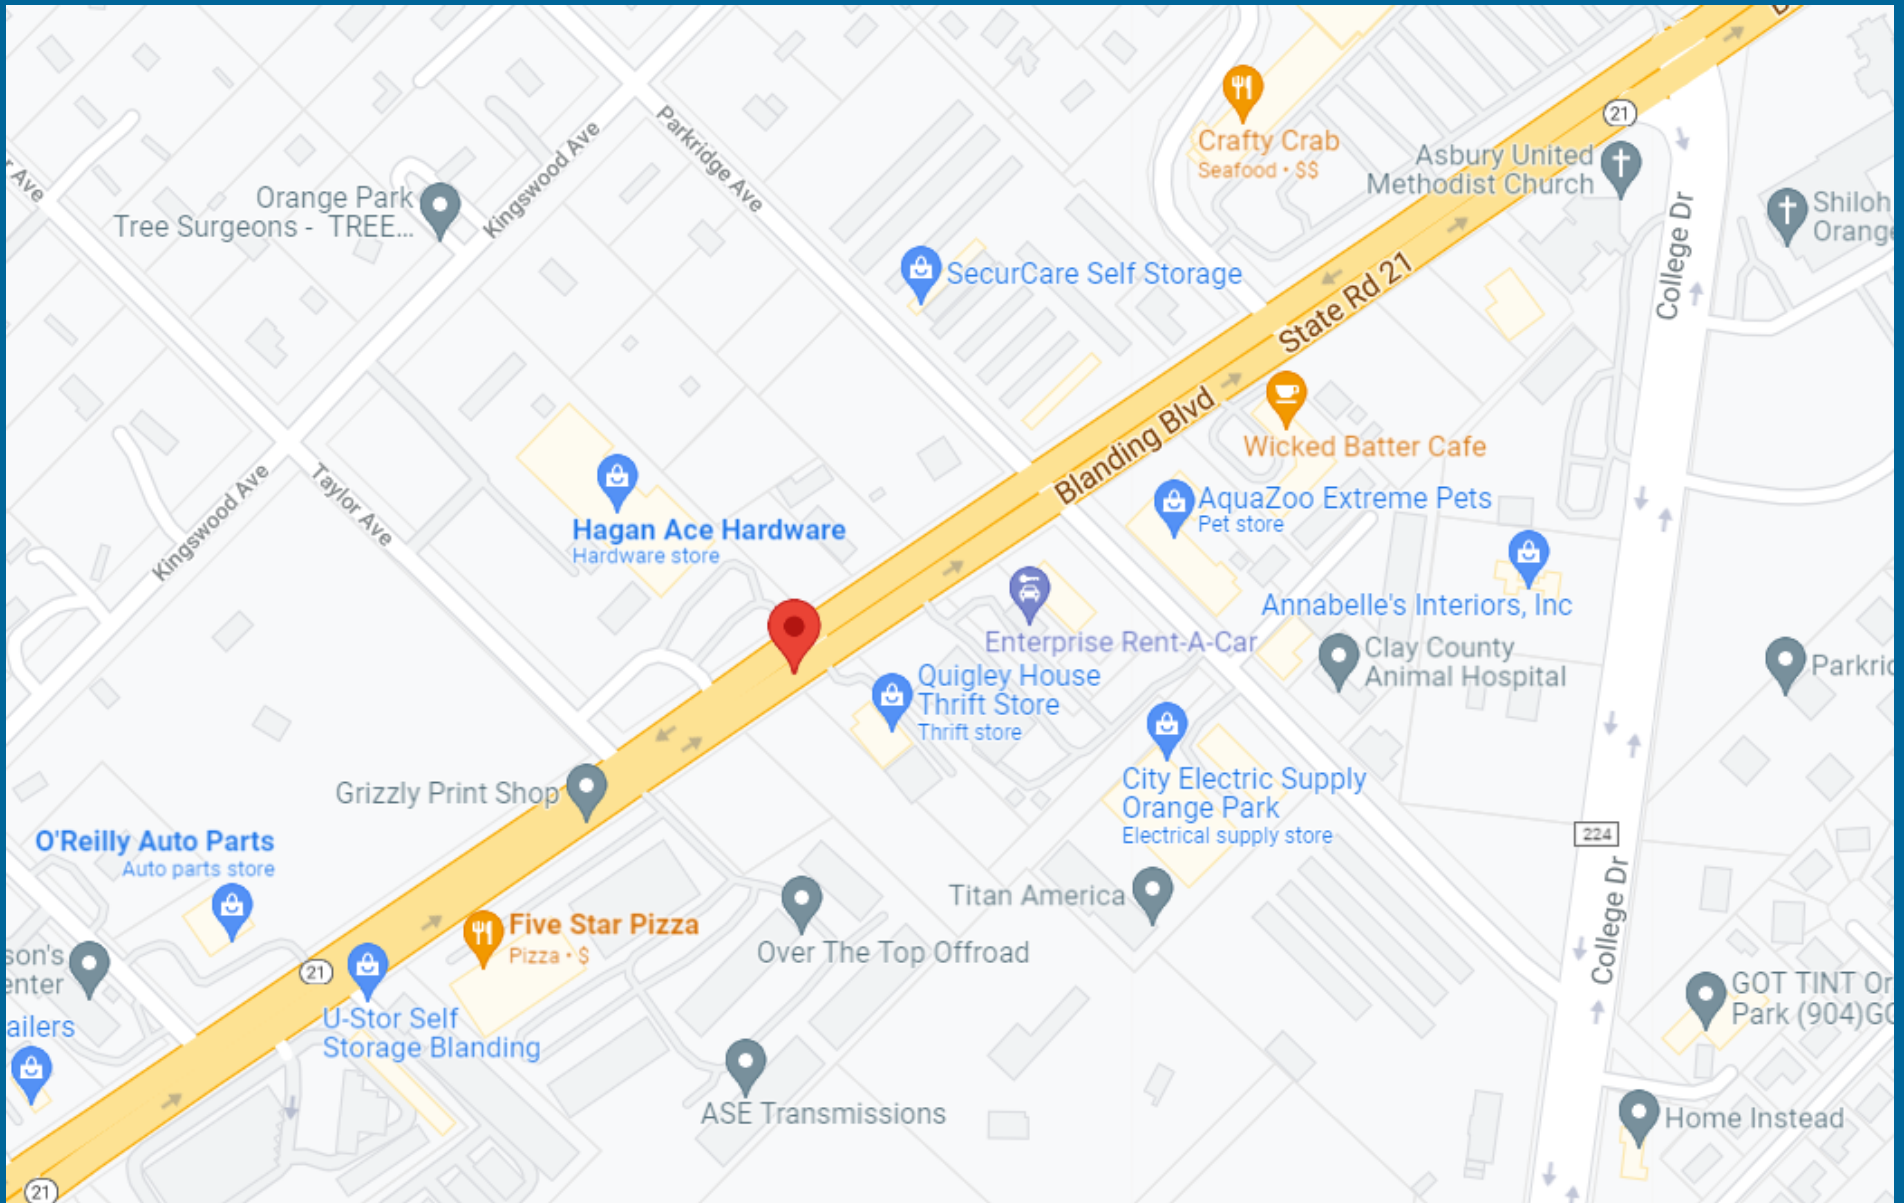 21
Crafty Crab
Seafood • $$
Asbury United
Methodist Church
Parkridge Ave
Kingswood Ave
Ave
Orange Park
Tree Surgeons - TREE...
College Dr
Shiloh
SecurCare Self Storage
State Rd 21
Blanding Blvd
Wicked Batter Cafe
AquaZoo Extreme Pets
Pet store
Kingswood Ave
Taylor Ave
Hagan Ace Hardware
Hardware store
Annabelle's Interiors, Inc
Enterprise Rent-A-Car
Clay County
Animal Hospital
Quigley House
Thrift Store
Thrift store
City Electric Supply
Orange Park
Electrical supply store
Grizzly Print Shop
224
O'Reilly Auto Parts
Auto parts store
Titan America
College Dr
Five Star Pizza
Pizza • $
Over The Top Offroad
21
GOT TINT Or
Park (904)GO
U-Stor Self
Storage Blanding
ASE Transmissions
Home Instead
21